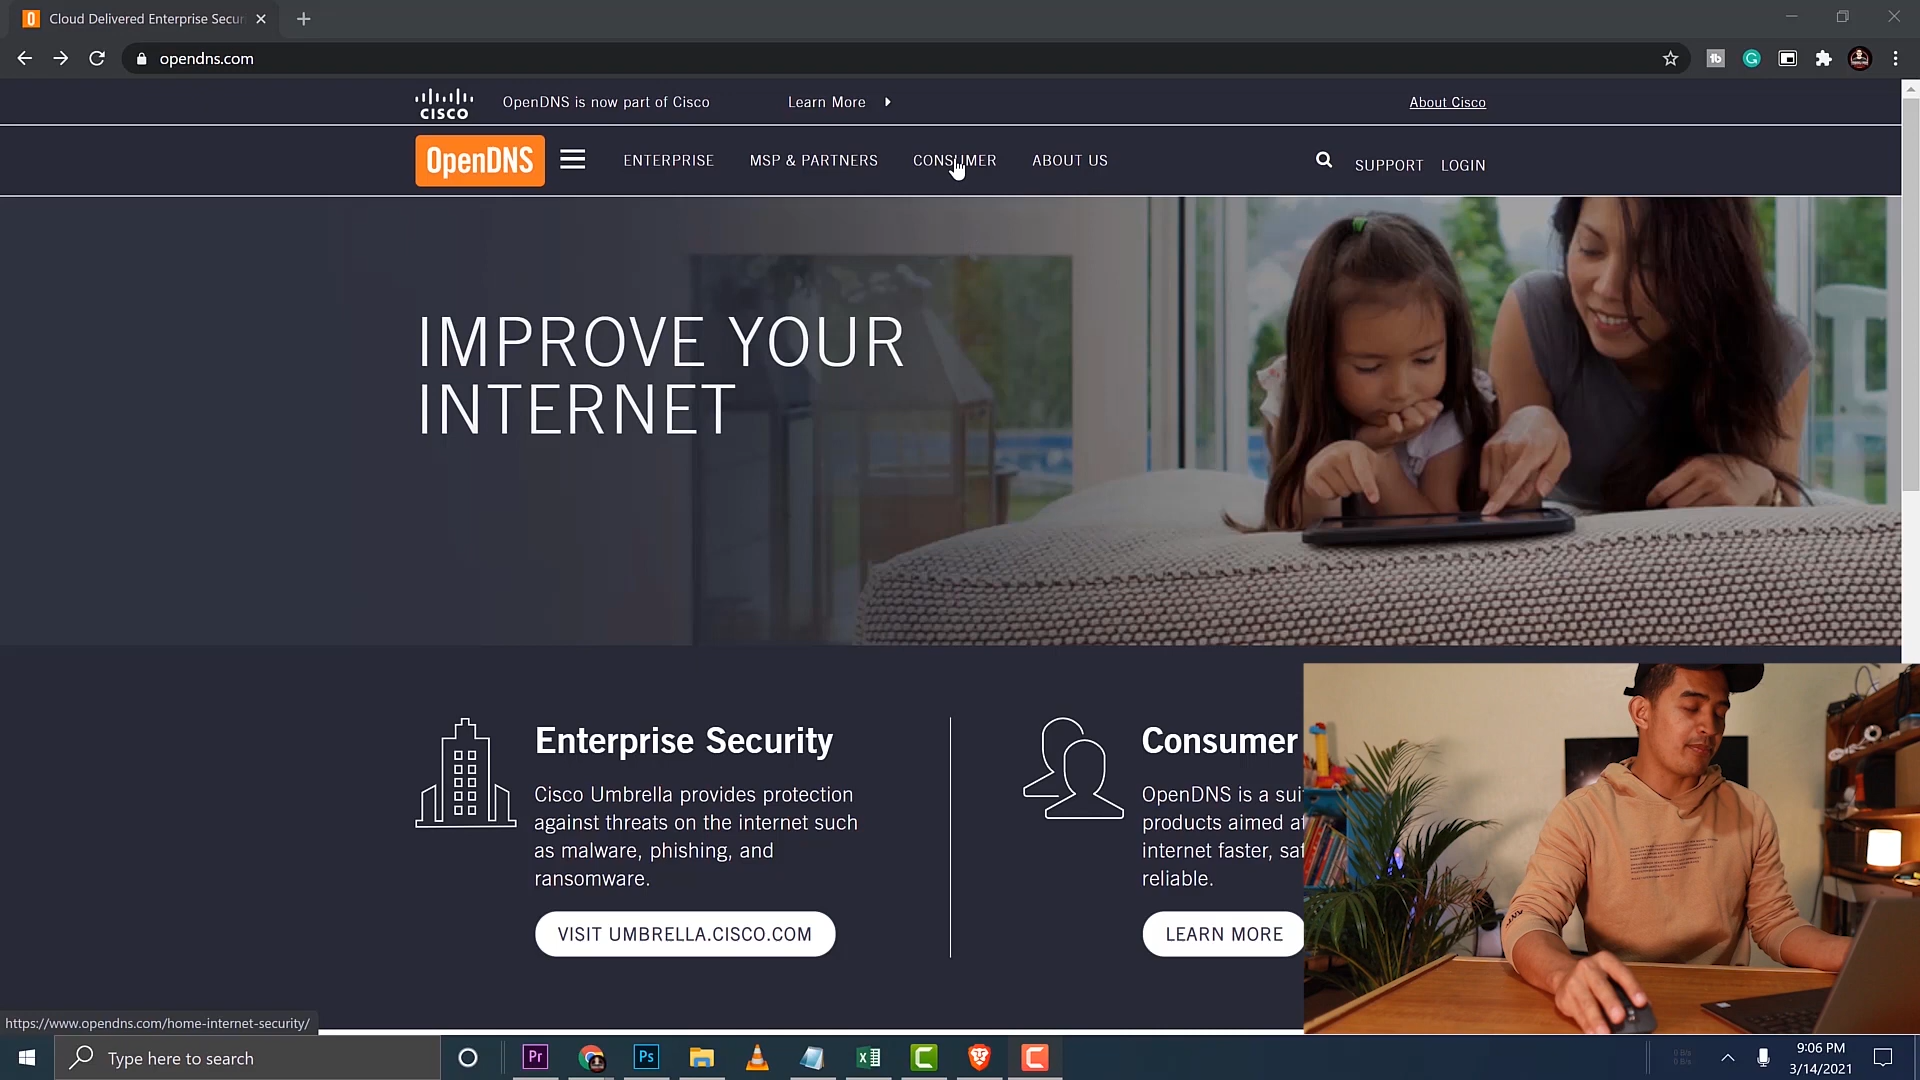 Cloud Delivered Enterprise Secur
opendns.com
CISCO
OpenDNS is now part of Cisco
Learn More
About Cisco
OpenDNS
ENTERPRISE
MSP & PARTNERS
CONSUMER
ABOUT US
SUPPORT
LOGIN
IMPROVE YOUR
INTERNET
Enterprise Security
Cisco Umbrella provides protection
against threats on the internet such
as malware, phishing, and
ransomware.
VISIT UMBRELLA.CISCO.COM
Consumer
OpenDNS is a sui
products aimed at
internet faster, saf
reliable.
LEARN MORE
https://www.opendns.com/home-internet-security/
Type here to search
Pr
Ps
9:06 PM
3/14/2021